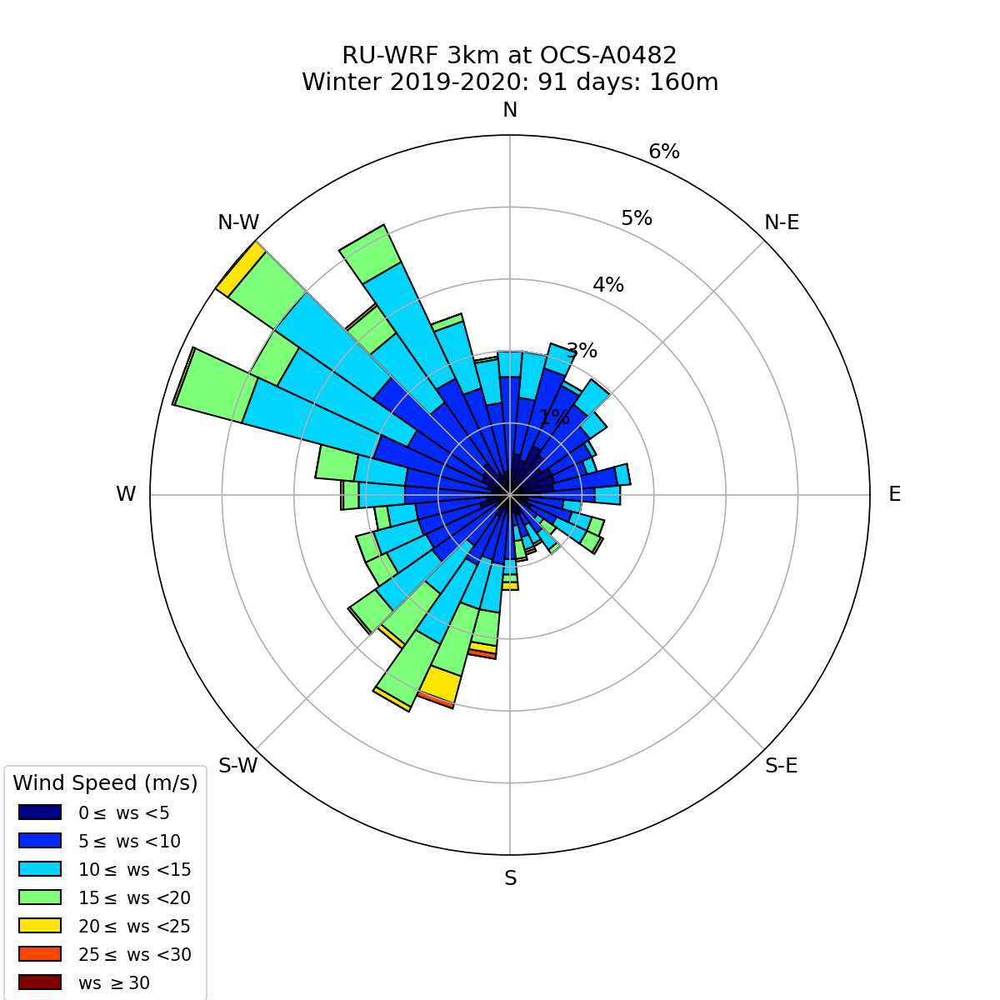 RU-WRF 3km at OCS-A0482
Winter 2019-2020: 91 days: 160m
N
6%
N-W
5%
N-E
4%
3%
1%
W
E
S-W
S-E
S
Wind Speed (m/s)
0≤ ws <5
5≤ ws <10
10≤ ws <15
15≤ ws <20
20≤ ws <25
25≤ ws <30
ws ≥30